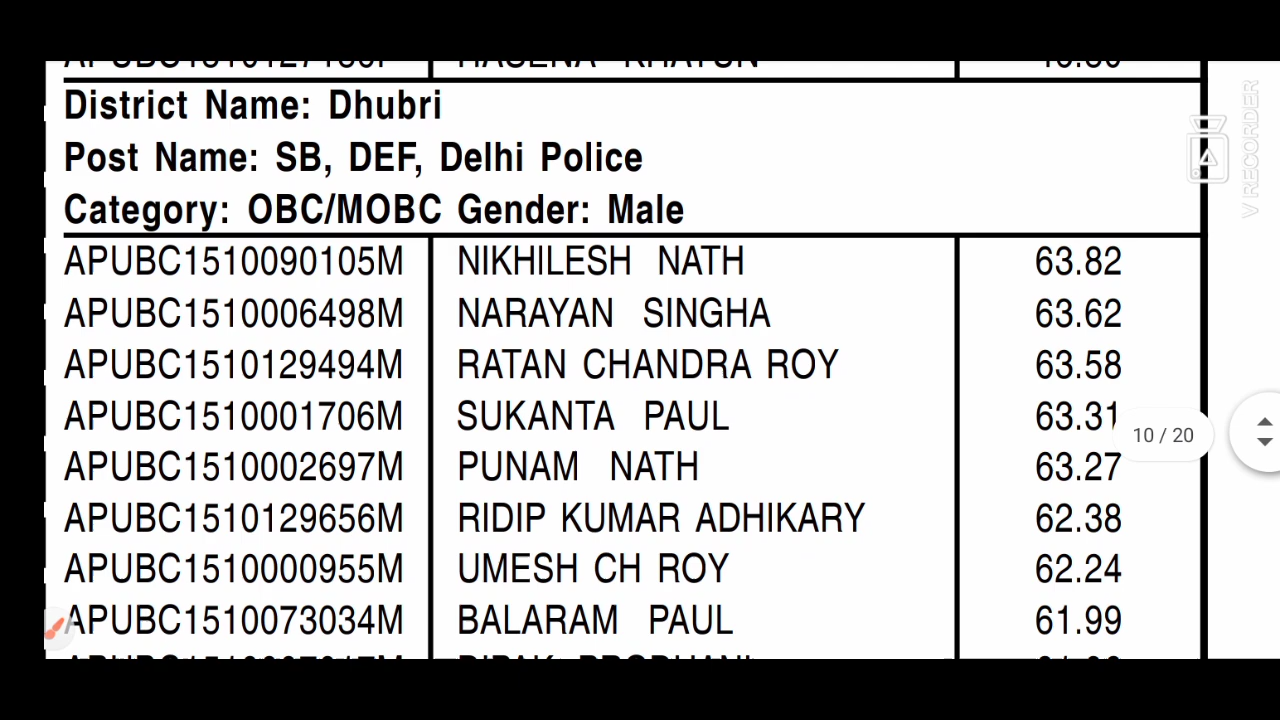 District Name: Dhubri
Post Name: SB, DEF, Delhi Police
Category: OBC/MOBC Gender: Male
APUBC1510090105M NIKHILESH NATH 63.82
APUBC1510006498M NARAYAN SINGHA 63.62
APUBC1510129494M RATAN CHANDRA ROY 63.58
APUBC1510001706M SUKANTA PAUL 63.31
APUBC1510002697M PUNAM NATH 63.27
APUBC1510129656M RIDIP KUMAR ADHIKARY 62.38
APUBC1510000955M UMESH CH ROY 62.24
APUBC1510073034M BALARAM PAUL 61.99
10 / 20
V RECORDER